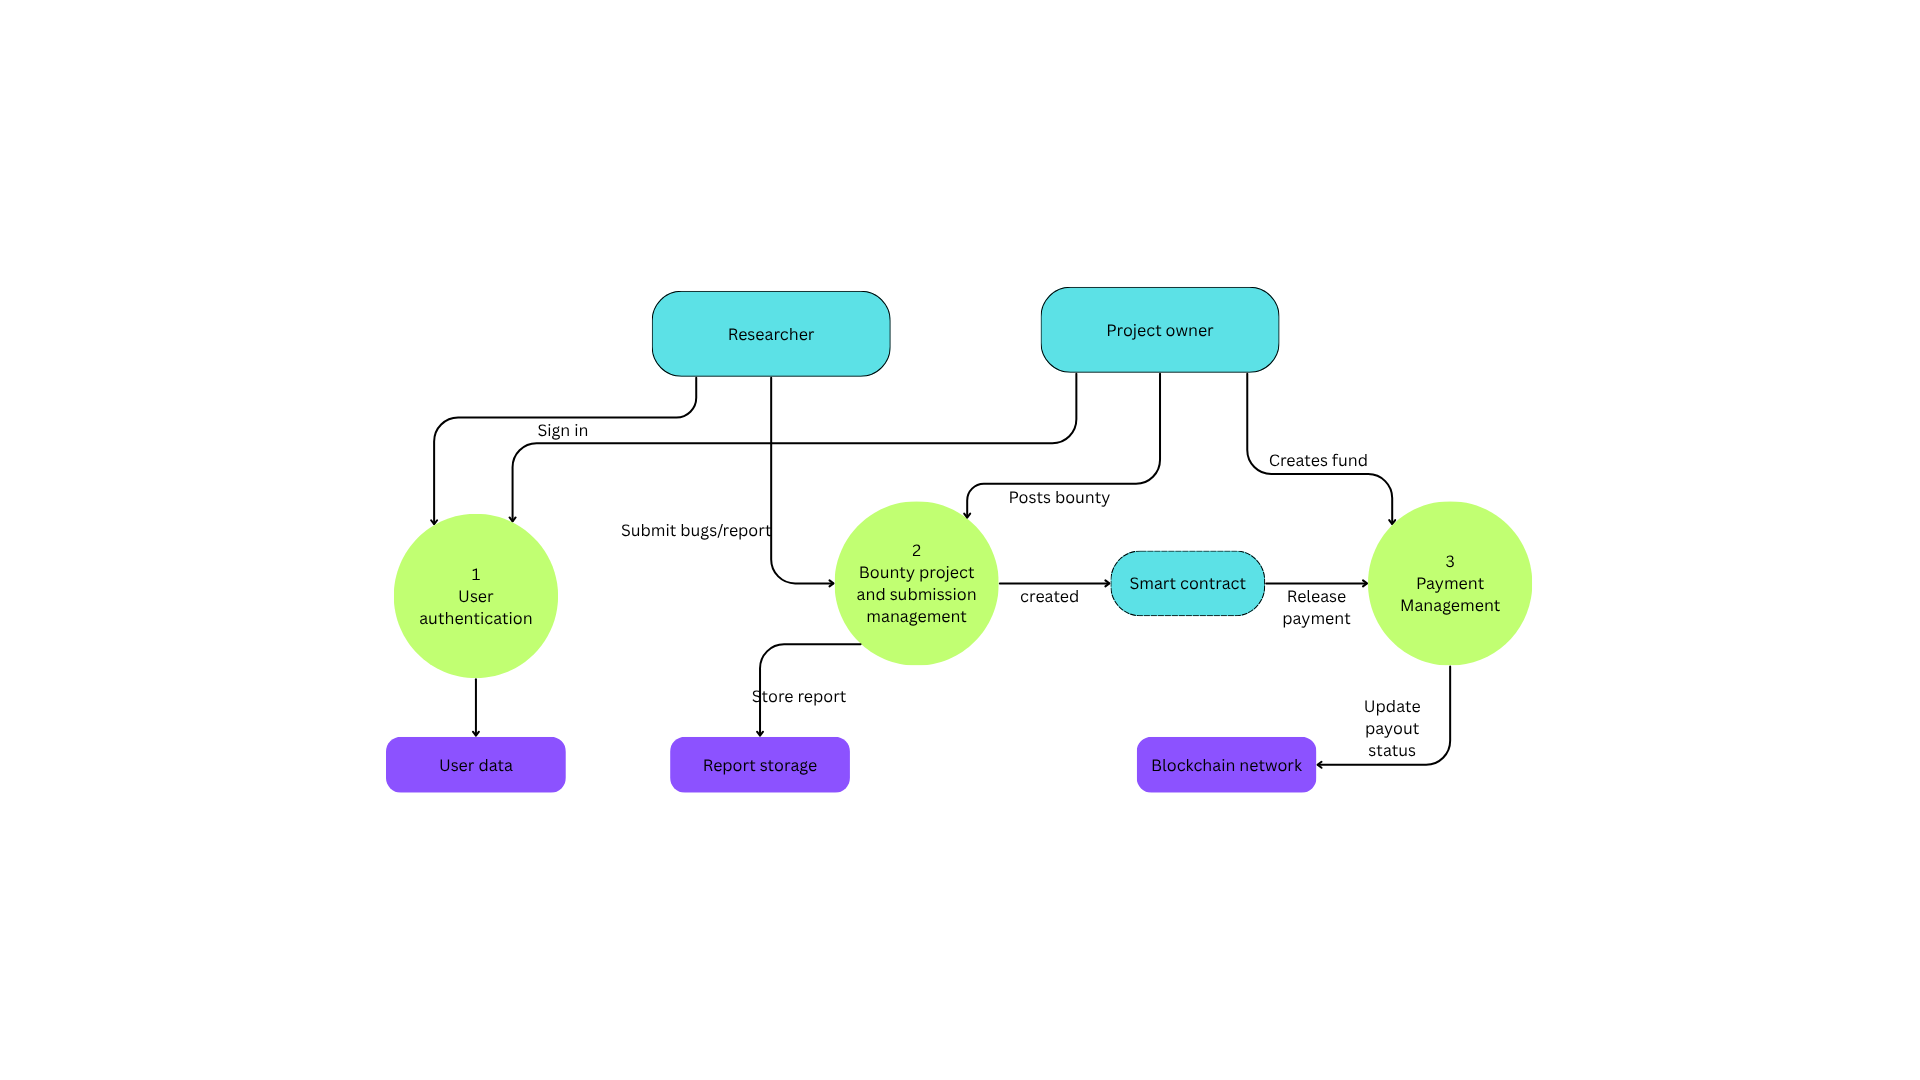 Researcher
Project owner
Sign in
Creates fund
Posts bounty
Submit bugs/report
1
User
authentication
2
Bounty project
and submission
management
created
Smart contract
Release
payment
3
Payment
Management
Store report
Update
payout
status
User data
Report storage
Blockchain network